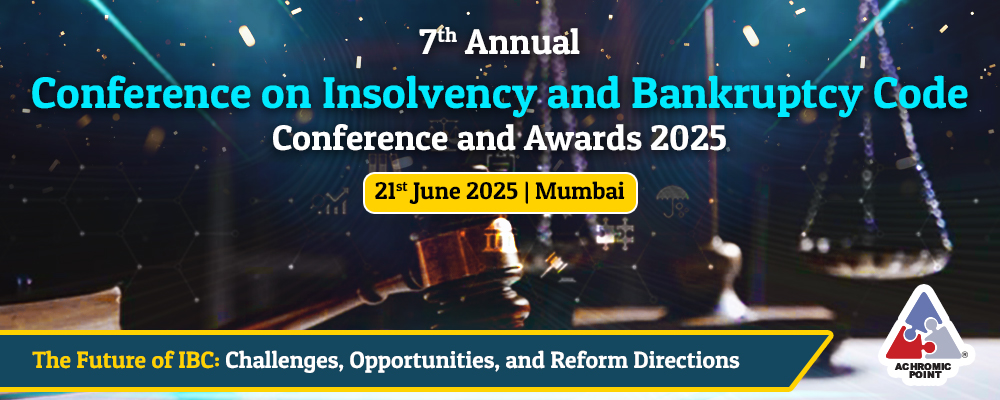 7th Annual
Conference on Insolvency and Bankruptcy Code
Conference and Awards 2025
21st June 2025 | Mumbai
The Future of IBC: Challenges, Opportunities, and Reform Directions
ACHROMIC
POINT®